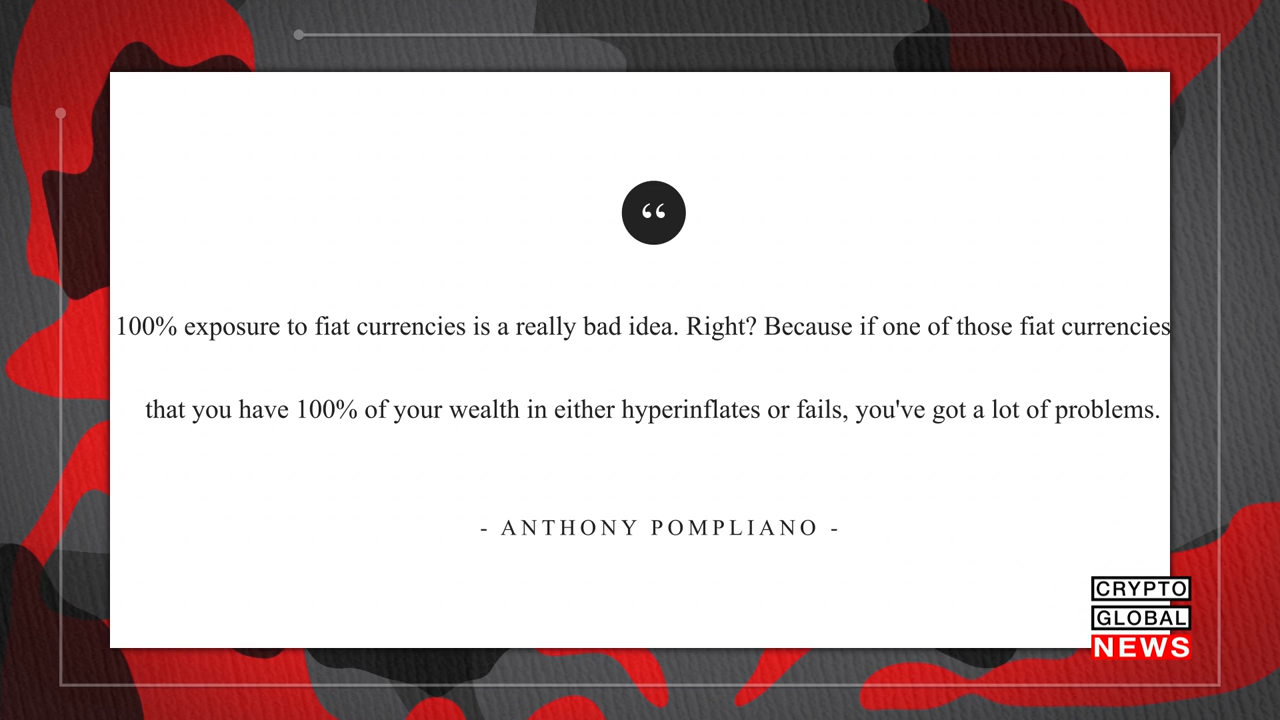 “
100% exposure to fiat currencies is a really bad idea. Right? Because if one of those fiat currencies
that you have 100% of your wealth in either hyperinflates or fails, you've got a lot of problems.
- ANTHONY POMPLIANO -
CRYPTO
GLOBAL
NEWS